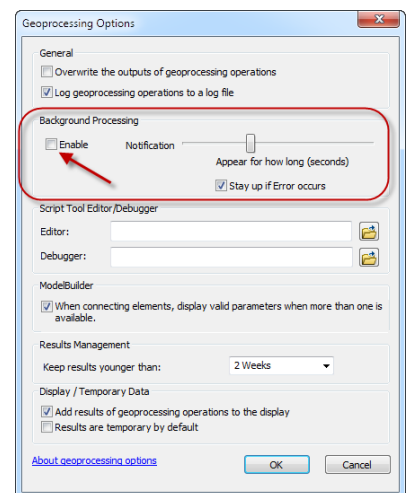 Geoprocessing Options
General
Overwrite the outputs of geoprocessing operations
Log geoprocessing operations to a log file
Background Processing
Enable Notification
Appear for how long (seconds)
Stay up if Error occurs
Script Tool Editor/Debugger
Editor:
Debugger:
ModelBuilder
When connecting elements, display valid parameters when more than one is
available.
Results Management
Keep results younger than: 2 Weeks
Display / Temporary Data
Add results of geoprocessing operations to the display
Results are temporary by default
About geoprocessing options OK Cancel